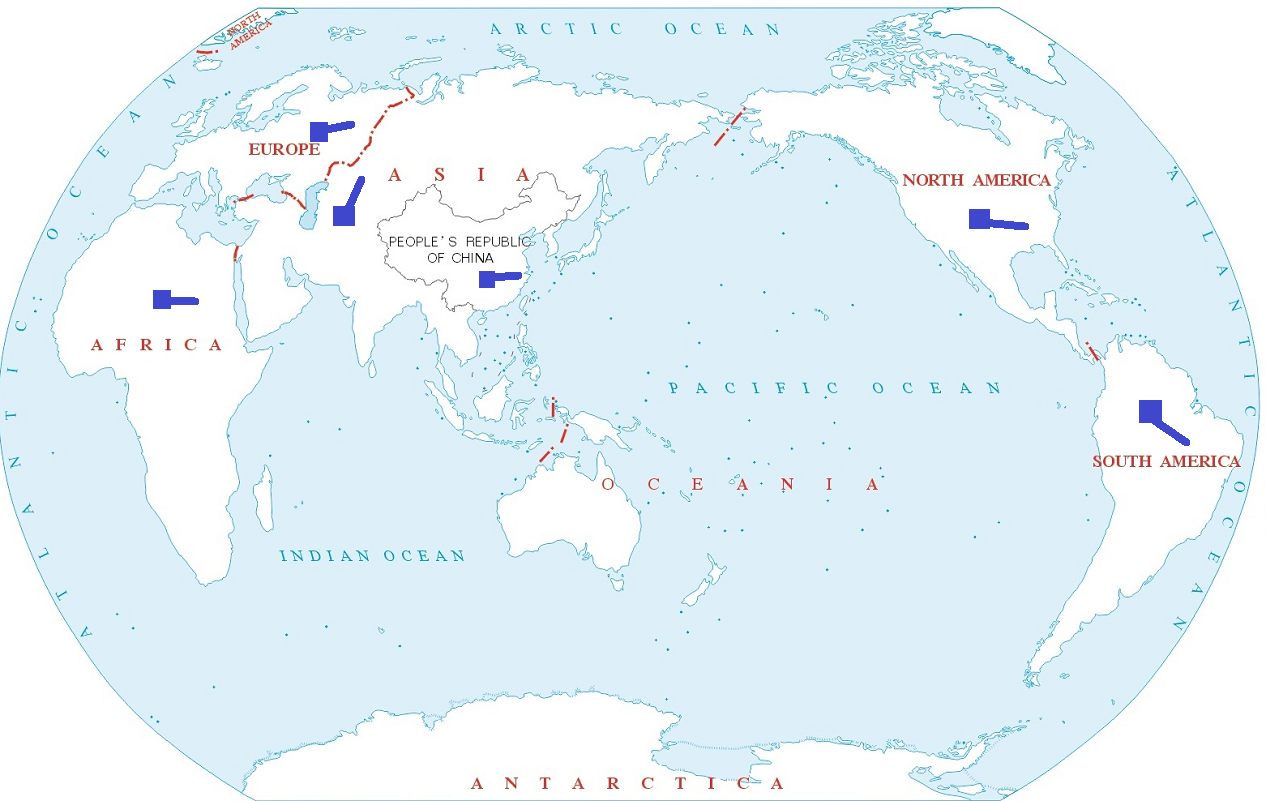 NORTH
AMERICA
ARCTIC OCEAN
ATLANTIC OCEAN
EUROPE
ASIA
NORTH AMERICA
ATLANTIC OCEAN
PEOPLE'S REPUBLIC
OF CHINA
AFRICA
PACIFIC OCEAN
SOUTH AMERICA
OCEANIA
INDIAN OCEAN
ANTARCTICA